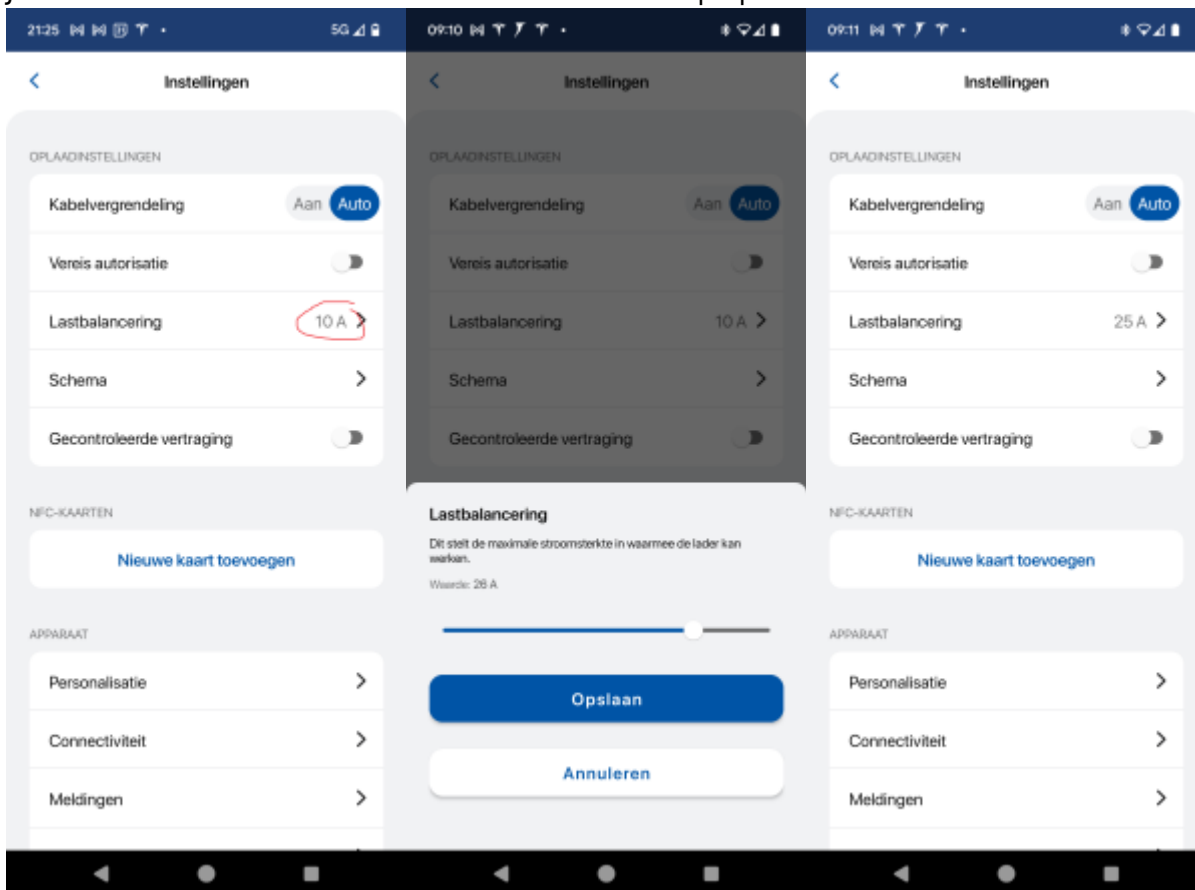 21:25
5G
Instellingen
OPLAADINSTELLINGEN
Kabelvergrendeling
Aan Auto
Vereis autorisatie
Lastbalancering
10 A
Schema
Gecontroleerde vertraging
NFC-KAARTEN
Nieuwe kaart toevoegen
APPARAAT
Personalisatie
Connectiviteit
Meldingen
09:10
Instellingen
OPLAADINSTELLINGEN
Kabelvergrendeling
Aan Auto
Vereis autorisatie
Lastbalancering
10 A
Schema
Gecontroleerde vertraging
Lastbalancering
Dit stelt de maximale stroomsterkte in waarmee de lader kan
werken.
Waarde: 26 A
Opslaan
Annuleren
09:11
Instellingen
OPLAADINSTELLINGEN
Kabelvergrendeling
Aan Auto
Vereis autorisatie
Lastbalancering
25 A
Schema
Gecontroleerde vertraging
NFC-KAARTEN
Nieuwe kaart toevoegen
APPARAAT
Personalisatie
Connectiviteit
Meldingen